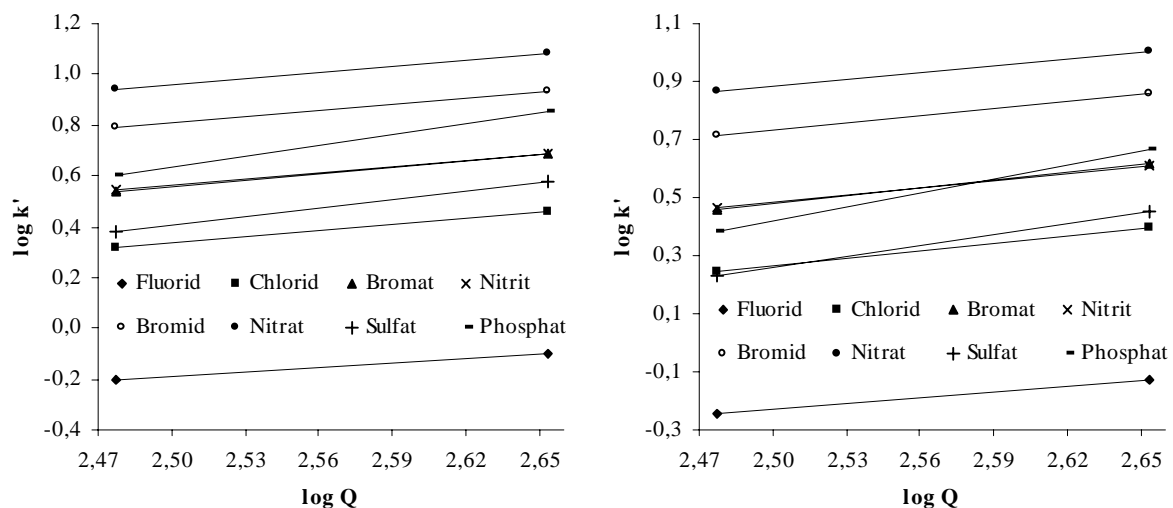 1,2
1,0
0,8
0,6
0,4
0,2
0,0
-0,2
-0,4
log k'
Fluorid Chlorid Bromat Nitrit
Bromid Nitrat Sulfat Phosphat
2,47 2,50 2,53 2,56 2,59 2,62 2,65
log Q
1,1
0,9
0,7
0,5
0,3
0,1
-0,1
-0,3
log k'
Fluorid Chlorid Bromat Nitrit
Bromid Nitrat Sulfat Phosphat
2,47 2,50 2,53 2,56 2,59 2,62 2,65
log Q